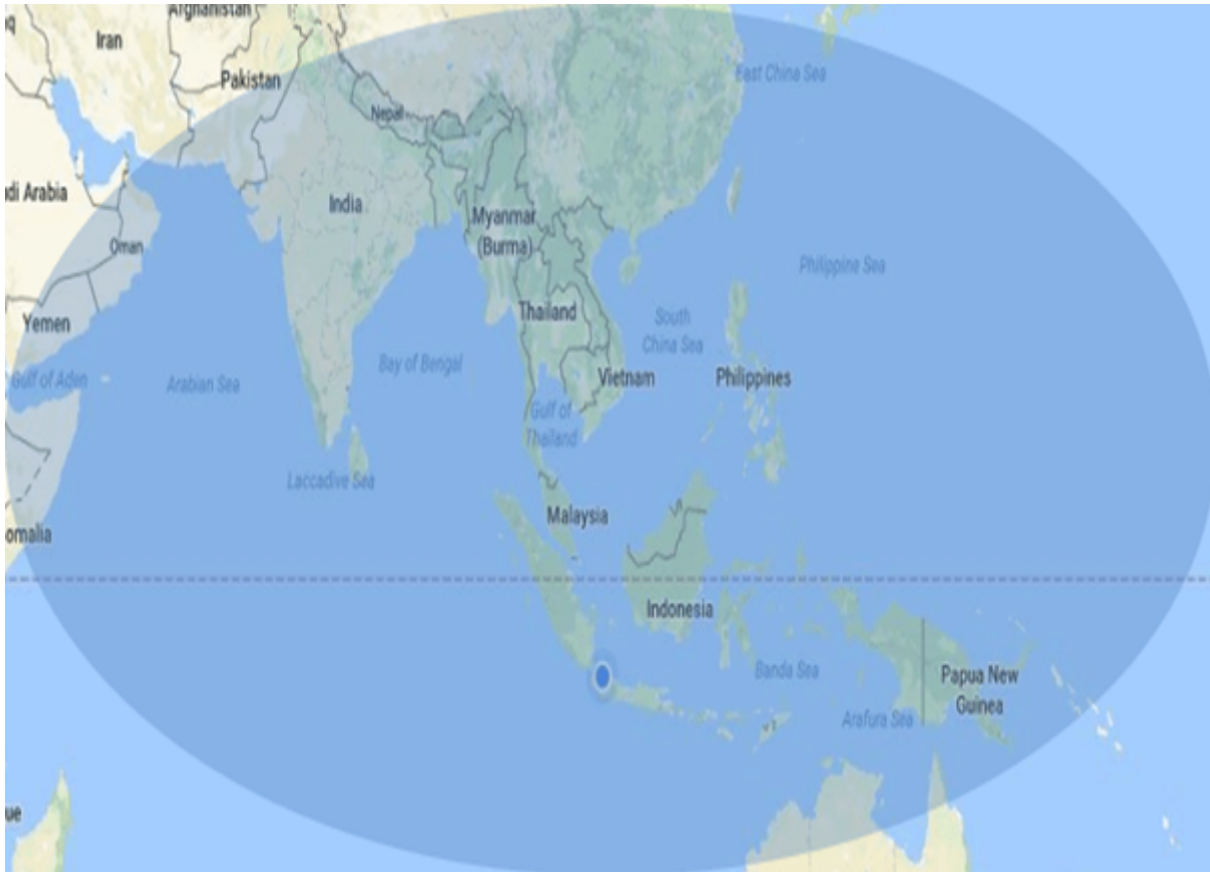 Afghanistan
Iran
Pakistan
East China Sea
Nepal
di Arabia
India
Myanmar
(Burma)
Oman
Philippine Sea
Thailand
South
China Sea
Yemen
Bay of Bengal
Gulf of Aden
Arabian Sea
Vietnam
Philippines
Gulf of
Thailand
Laccadive Sea
Malaysia
omalia
Indonesia
Banda Sea
Papua New
Guinea
Arafura Sea
ue